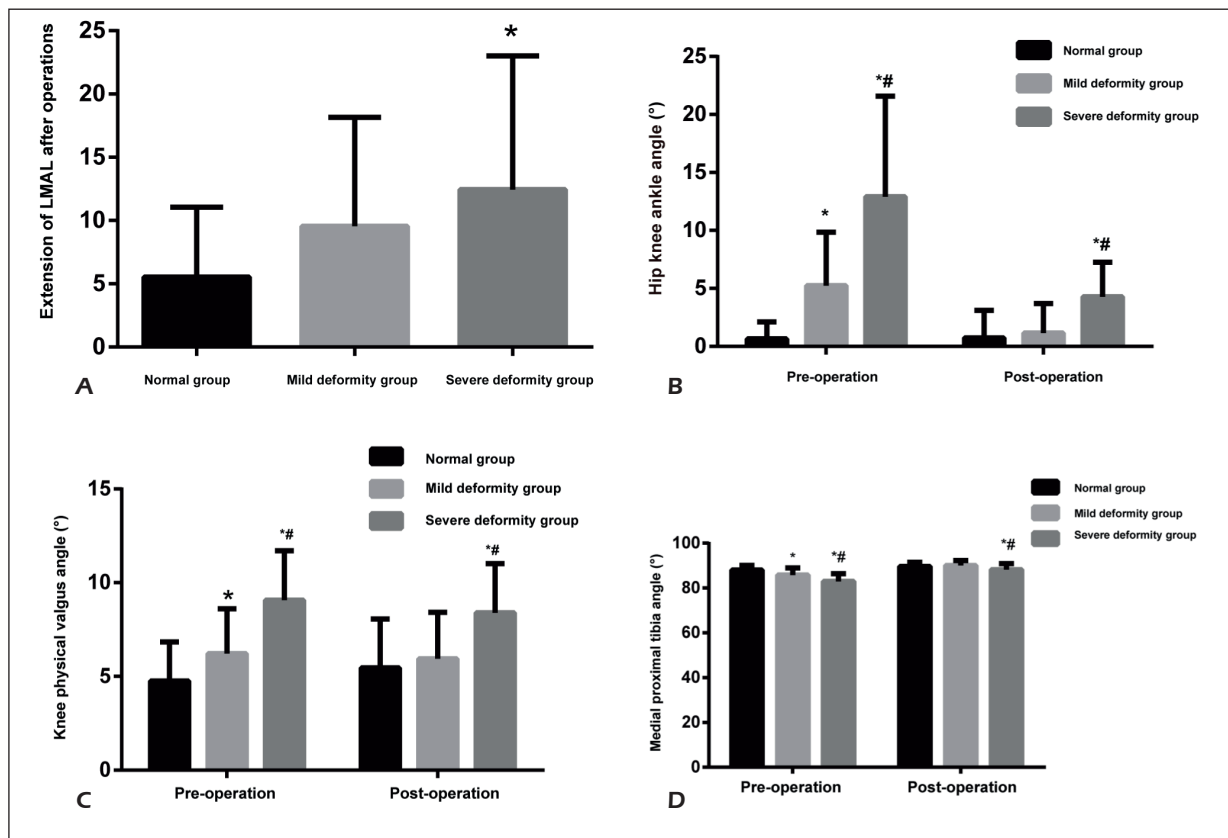 Extension of LMAL after operations
25
20
15
10
5
0
*
Normal group
Mild deformity group
Severe deformity group
A
Hip knee ankle angle (°)
25
20
15
10
5
0
Normal group
Mild deformity group
Severe deformity group
*
*#
*#
Pre-operation
Post-operation
B
Knee physical valgus angle (°)
15
10
5
0
Normal group
Mild deformity group
Severe deformity group
*
*#
*#
Pre-operation
Post-operation
C
Medial proximal tibia angle (°)
100
80
60
40
20
0
Normal group
Mild deformity group
Severe deformity group
*
*#
*#
Pre-operation
Post-operation
D